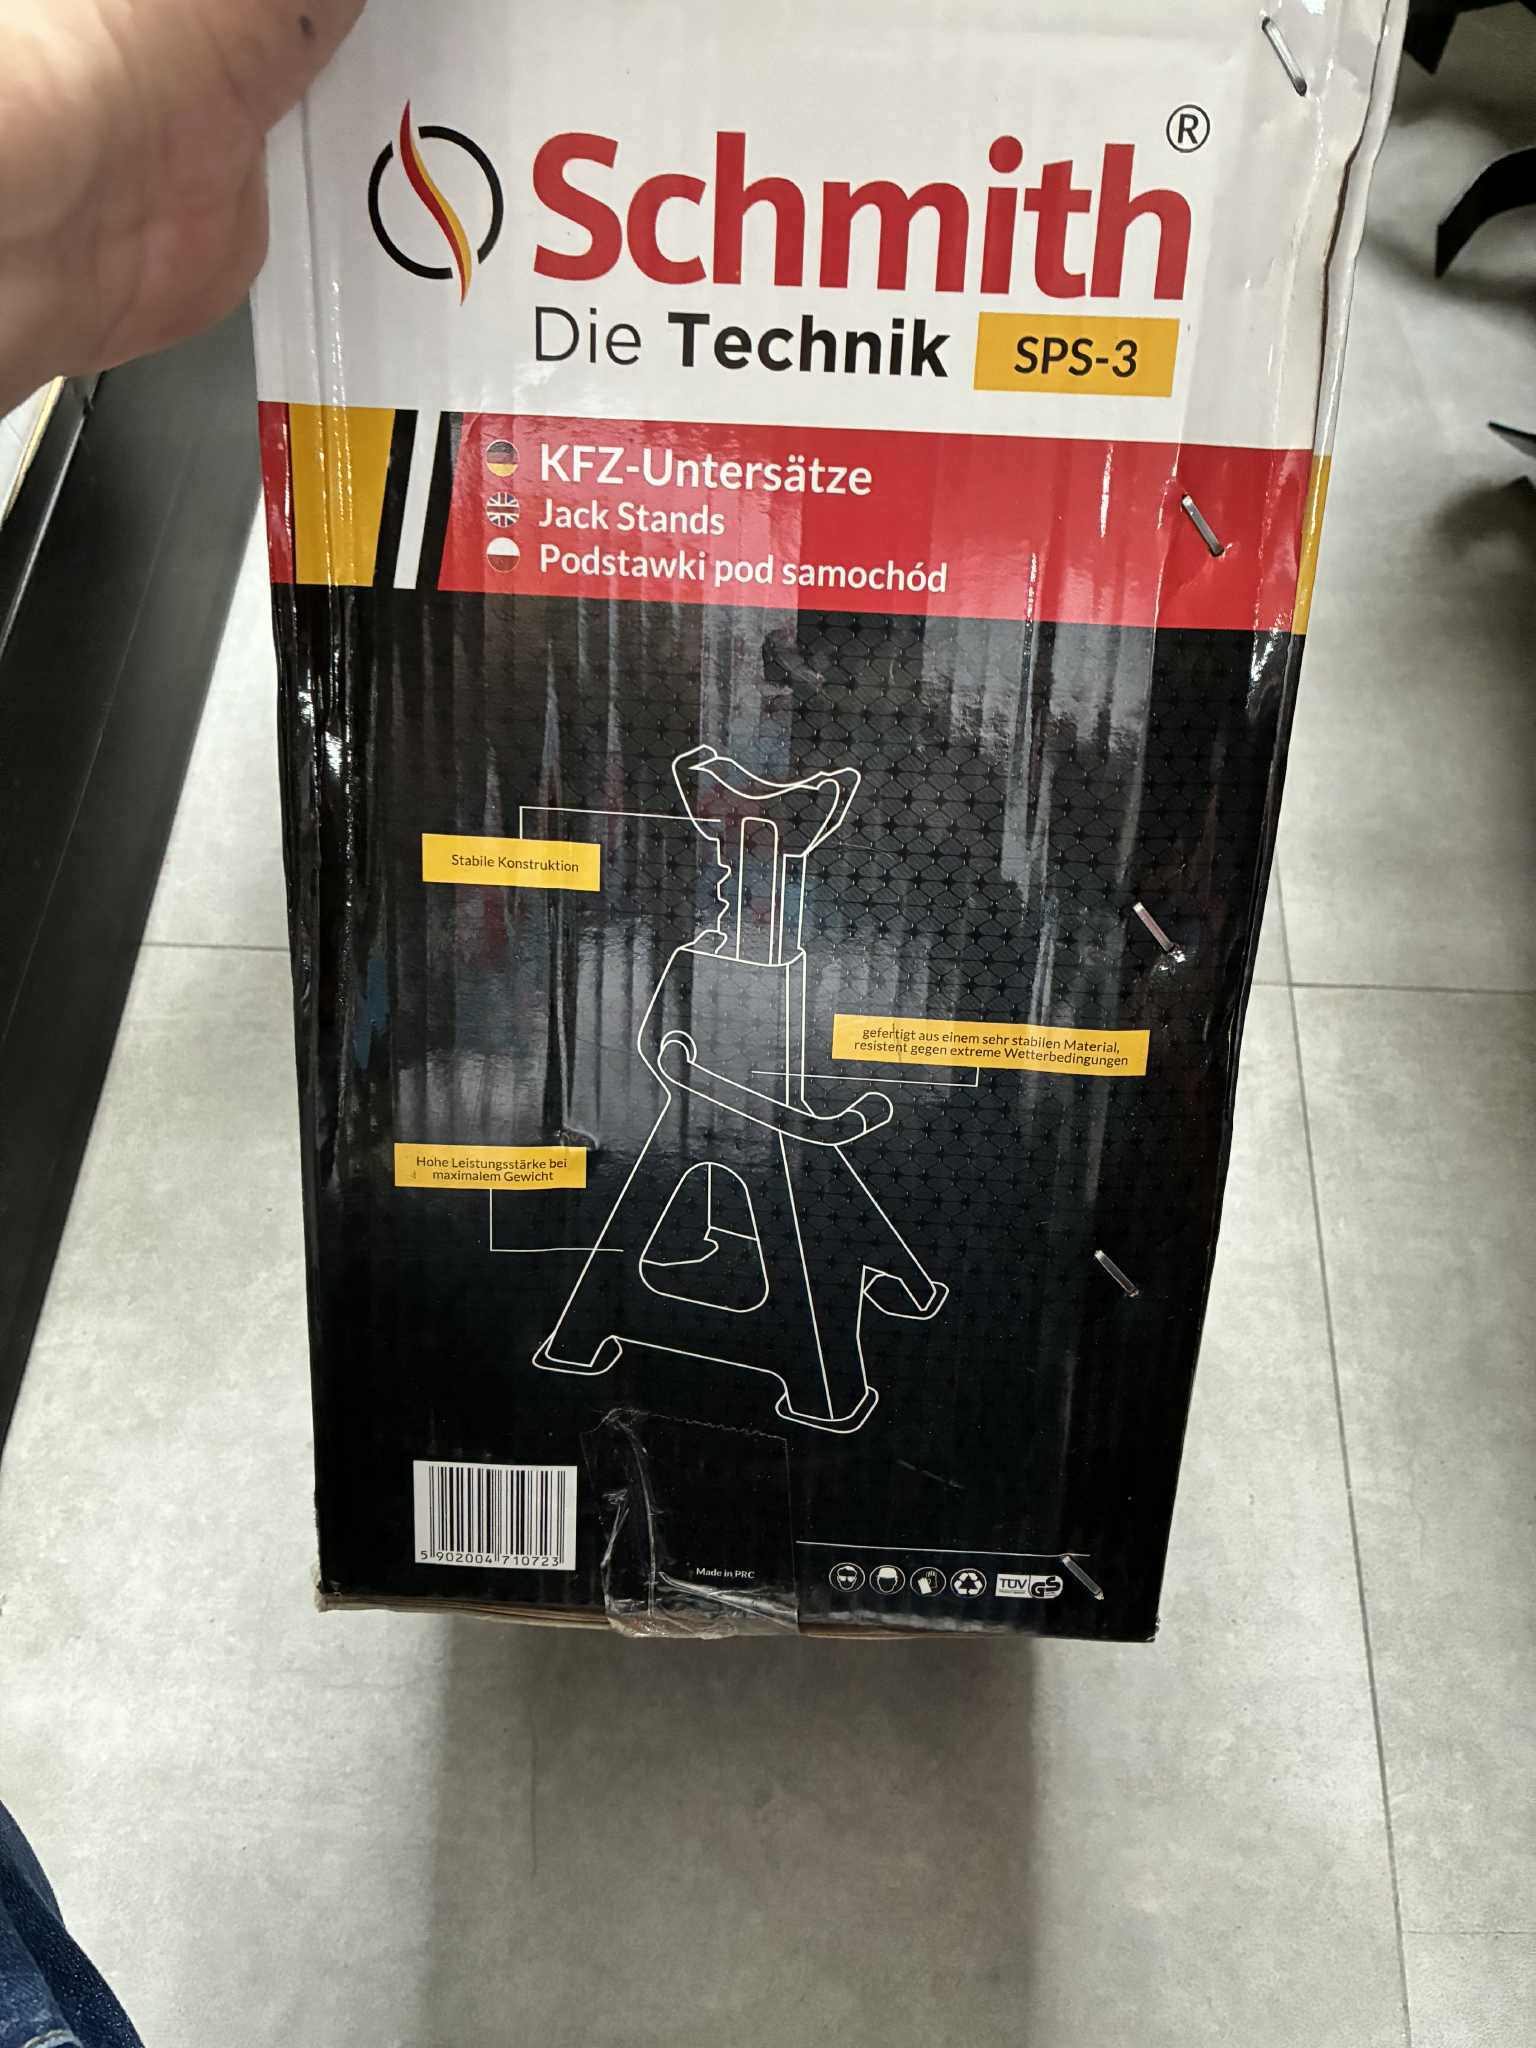 Schmith®
Die Technik SPS-3
KFZ-Untersätze
Jack Stands
Podstawki pod samochód
Stabile Konstruktion
gefertigt aus einem sehr stabilen Material,
resistent gegen extreme Wetterbedingungen
Hohe Leistungsstärke bei
maximalem Gewicht
5 902004 710723
Made in PRC
TÜV GS